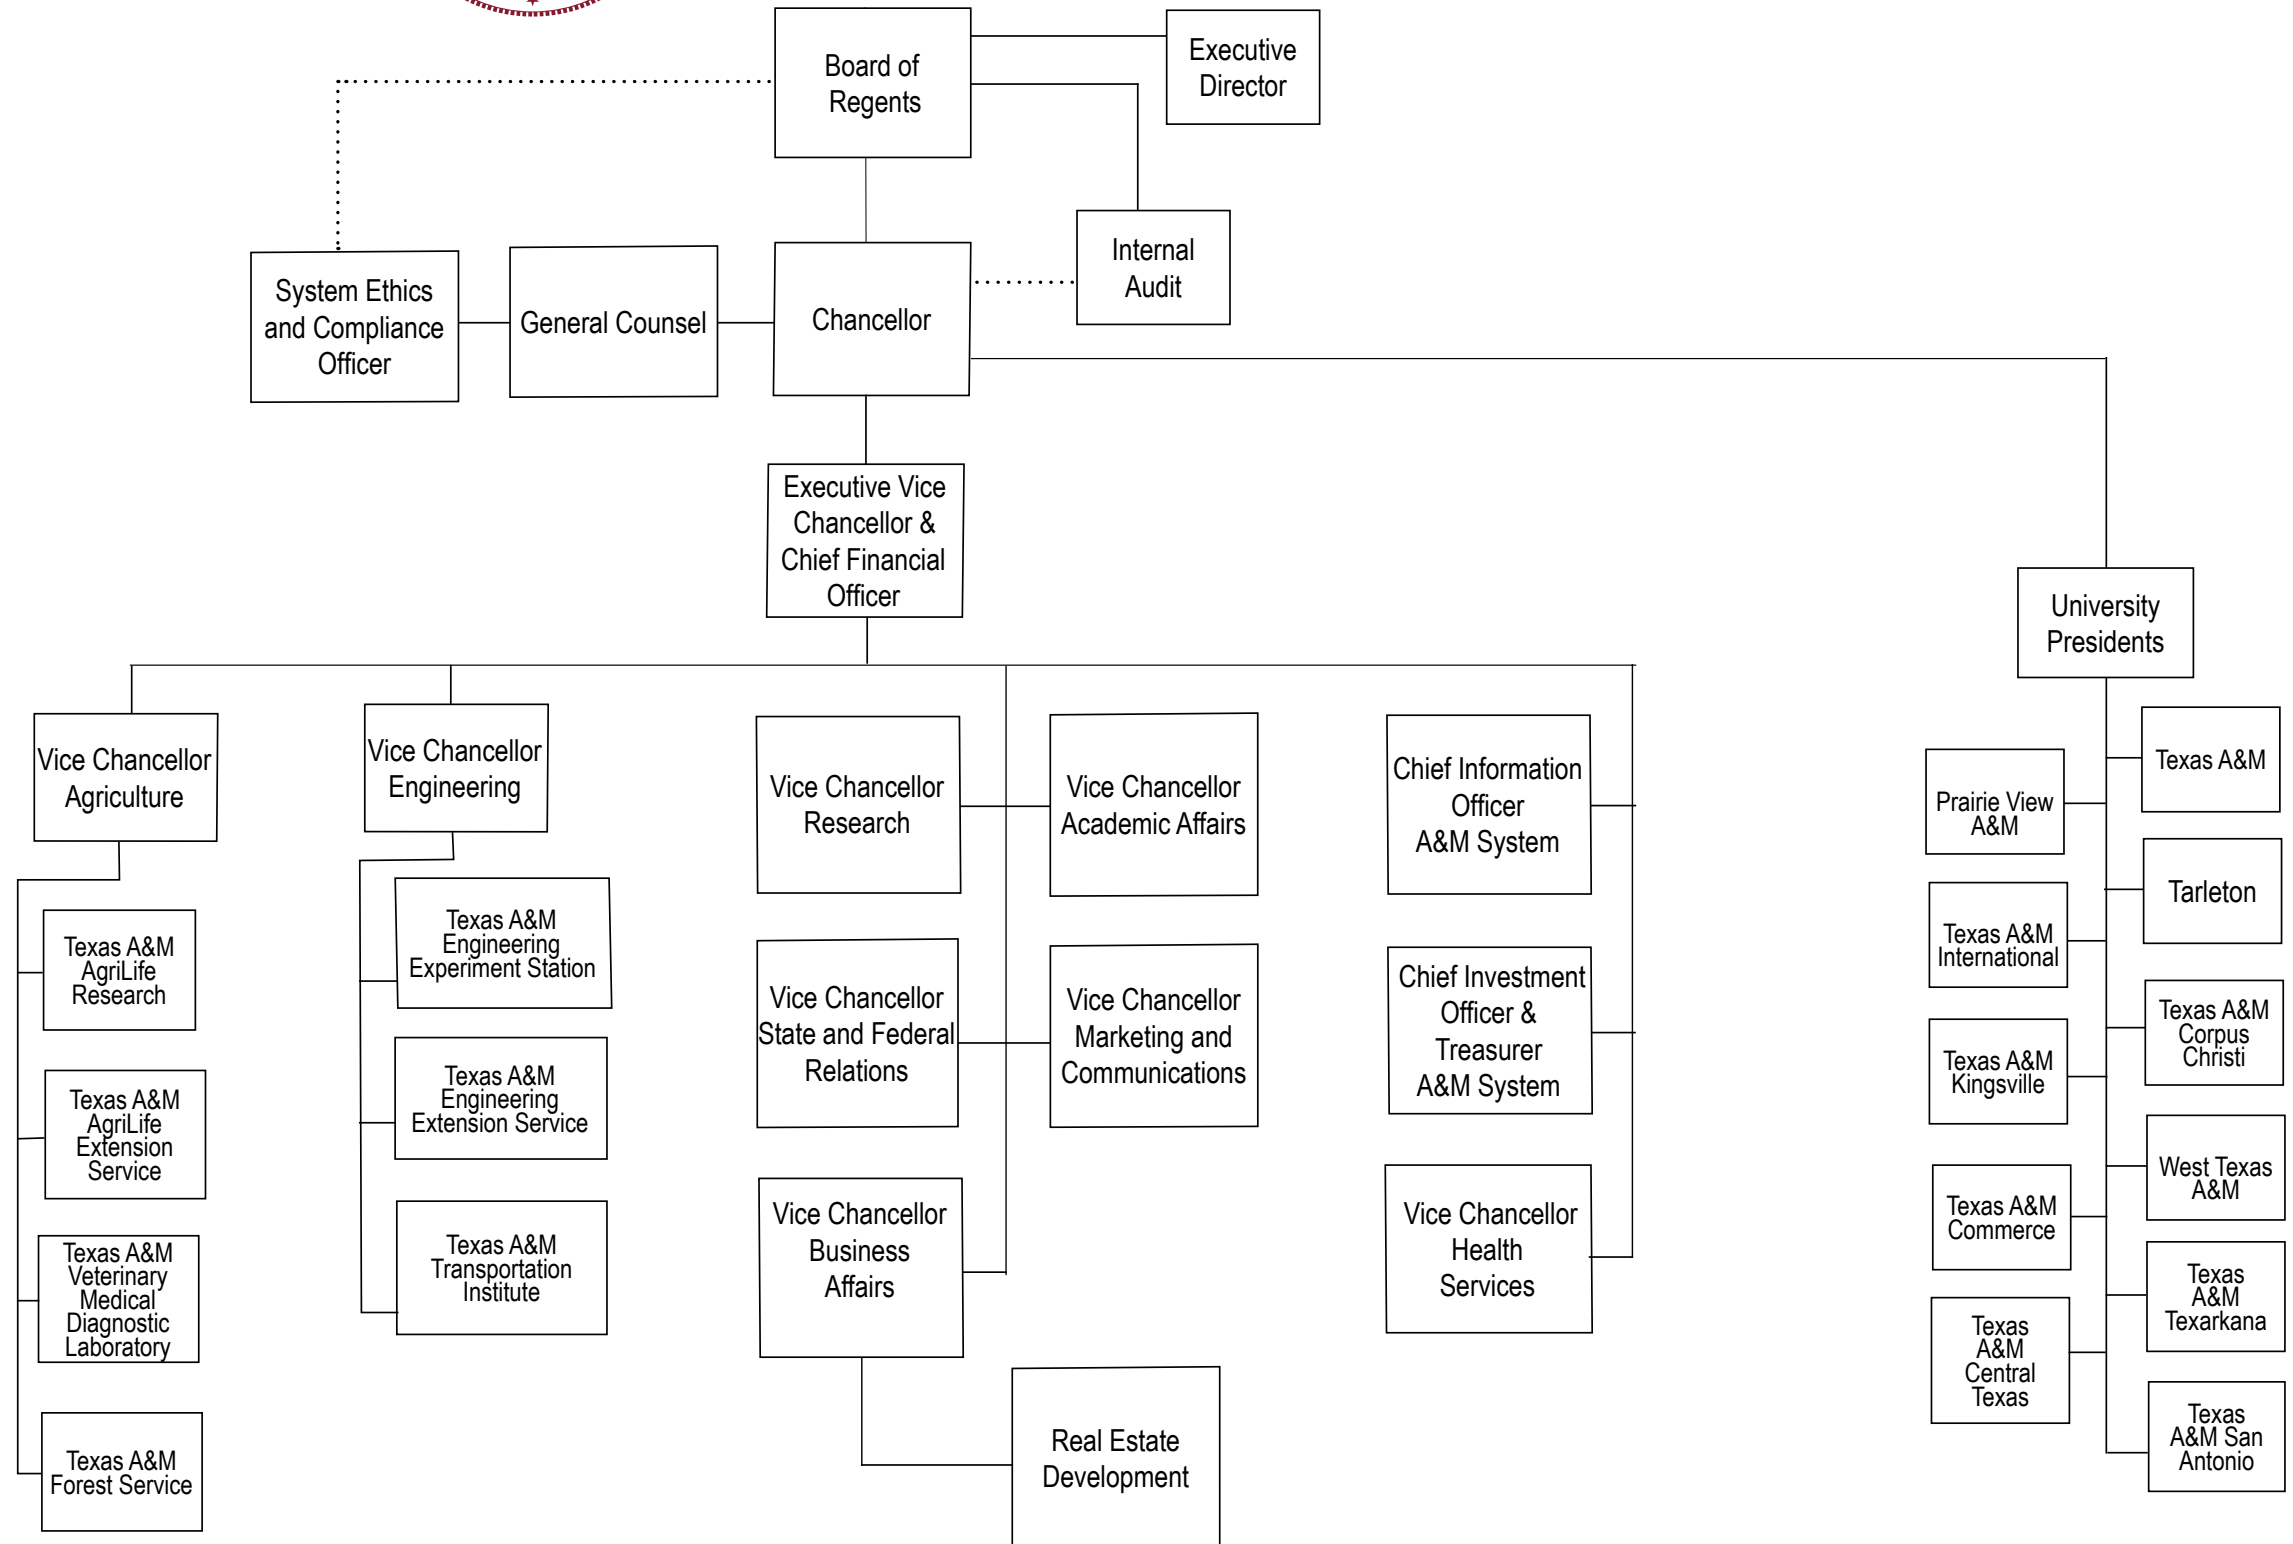 Board of
Regents
Executive
Director
Internal
Audit
System Ethics
and Compliance
Officer
General Counsel
Chancellor
Executive Vice
Chancellor &
Chief Financial
Officer
University
Presidents
Vice Chancellor
Agriculture
Texas A&M
AgriLife
Research
Texas A&M
AgriLife
Extension
Service
Texas A&M
Veterinary
Medical
Diagnostic
Laboratory
Texas A&M
Forest Service
Vice Chancellor
Engineering
Texas A&M
Engineering
Experiment Station
Texas A&M
Engineering
Extension Service
Texas A&M
Transportation
Institute
Vice Chancellor
Research
Vice Chancellor
Academic Affairs
Vice Chancellor
State and Federal
Relations
Vice Chancellor
Marketing and
Communications
Vice Chancellor
Business
Affairs
Real Estate
Development
Chief Information
Officer
A&M System
Chief Investment
Officer &
Treasurer
A&M System
Vice Chancellor
Health
Services
Texas A&M
Prairie View
A&M
Tarleton
Texas A&M
International
Texas A&M
Corpus
Christi
Texas A&M
Kingsville
West Texas
A&M
Texas A&M
Commerce
Texas
A&M
Texarkana
Texas
A&M
Central
Texas
Texas
A&M San
Antonio